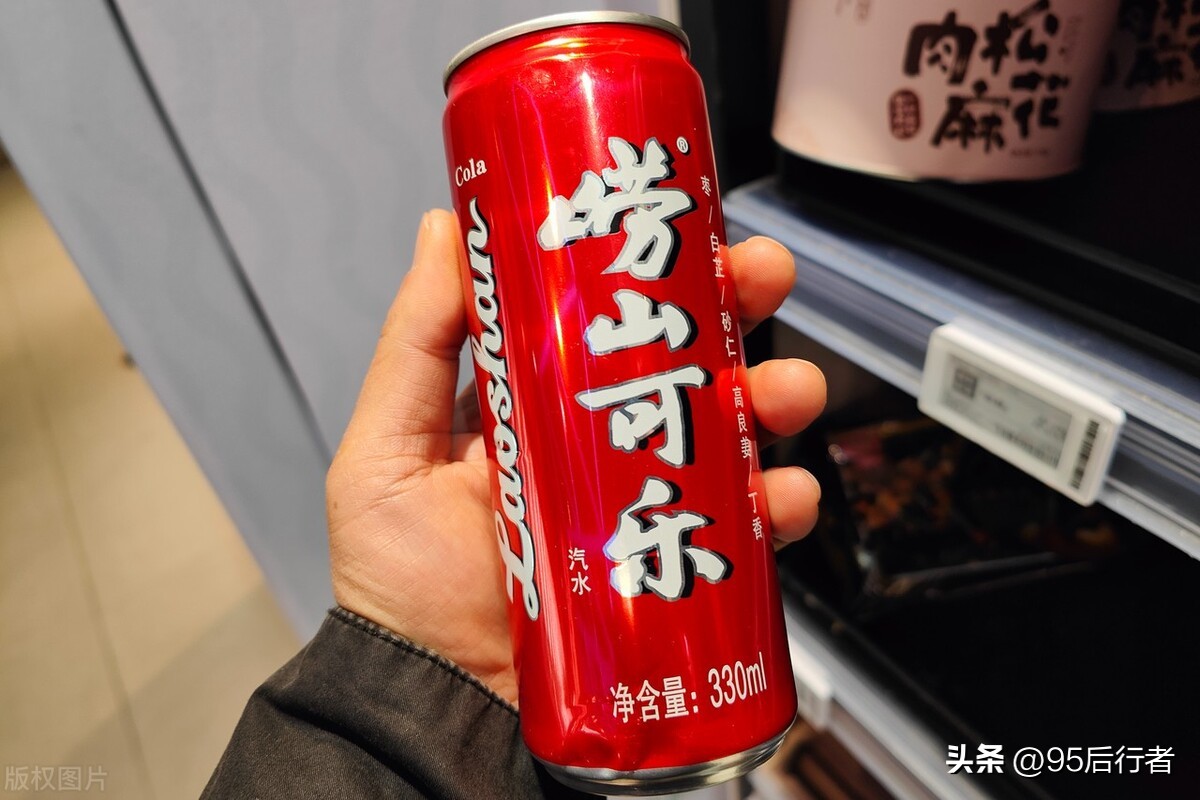 Cola
Laoshan
崂山可乐®
枣/白芷/砂仁/高良姜/丁香
汽水
净含量：330ml
松花
肉麻
版权图片
头条 @95后行者